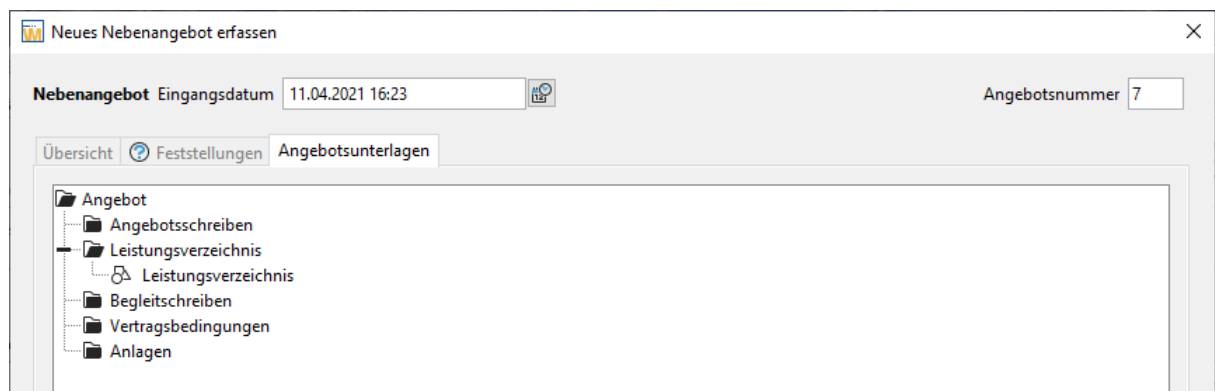 Neues Nebenangebot erfassen
Nebenangebot Eingangsdatum 11.04.2021 16:23 Angebotsnummer 7
Übersicht Feststellungen Angebotsunterlagen
Angebot
Angebotsschreiben
Leistungsverzeichnis
Leistungsverzeichnis
Begleitschreiben
Vertragsbedingungen
Anlagen